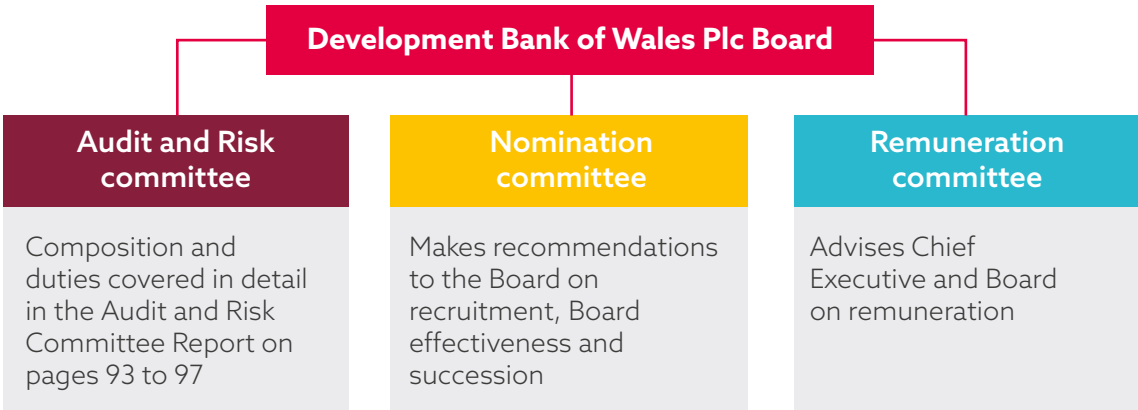 Development Bank of Wales Plc Board
Audit and Risk
committee
Composition and
duties covered in detail
in the Audit and Risk
Committee Report on
pages 93 to 97
Nomination
committee
Makes recommendations
to the Board on
recruitment, Board
effectiveness and
succession
Remuneration
committee
Advises Chief
Executive and Board
on remuneration